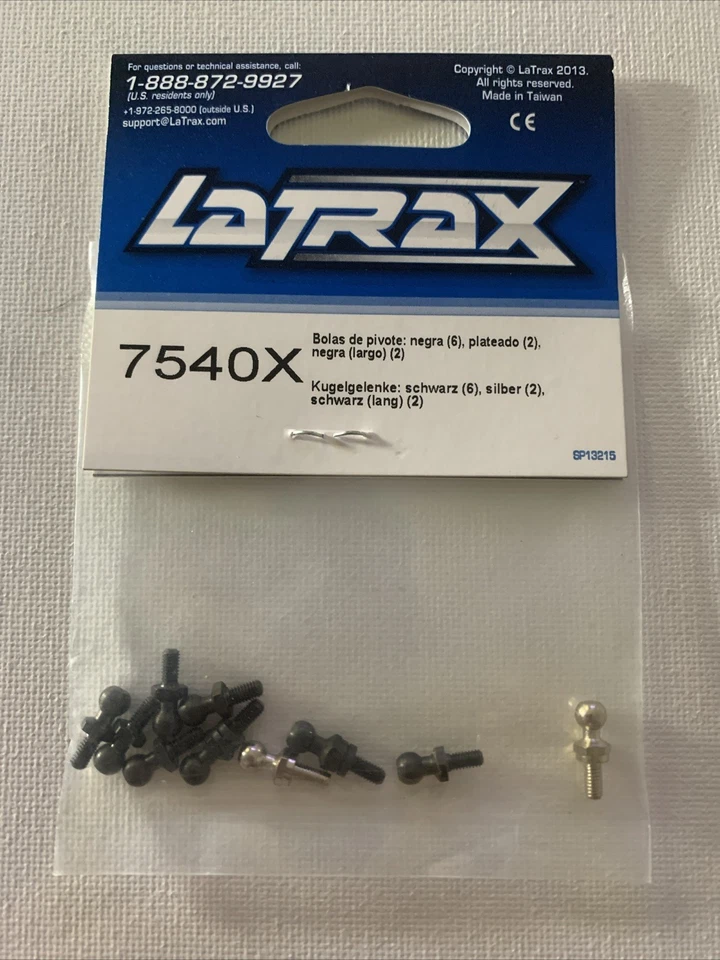 For questions or technical assistance, call:
1-888-872-9927
(U.S. residents only)
+1-972-265-8000 (outside U.S.)
support@LaTrax.com
Copyright © LaTrax 2013.
All rights reserved.
Made in Taiwan
CE
LaTRAX
7540X
Bolas de pivote: negra (6), plateado (2),
negra (largo) (2)
Kugelgelenke: schwarz (6), silber (2),
schwarz (lang) (2)
SP13215